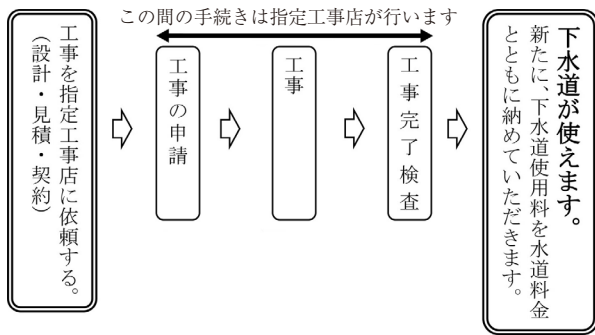 この間の手続きは指定工事店が行います
工事を指定工事店に依頼する。
（設計・見積・契約）
工事の申請
工事
工事完了検査
下水道が使えます。
新たに、下水道使用料を水道料金
とともに納めていただきます。